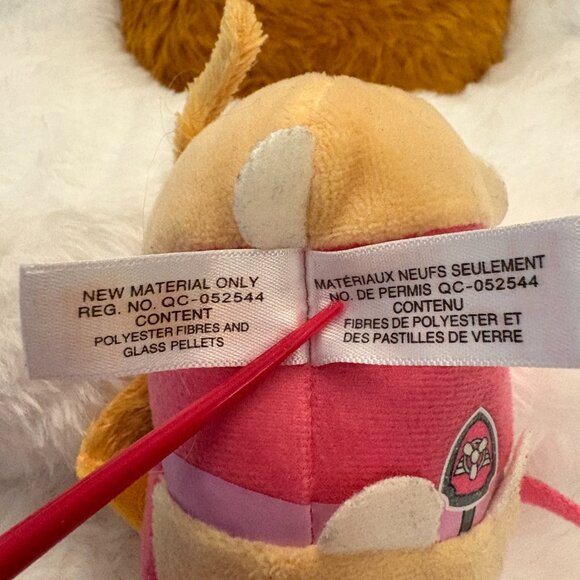 NEW MATERIAL ONLY
REG. NO. QC-052544
CONTENT
POLYESTER FIBRES AND
GLASS PELLETS
MATÉRIAUX NEUFS SEULEMENT
NO. DE PERMIS QC-052544
CONTENU
FIBRES DE POLYESTER ET
DES PASTILLES DE VERRE